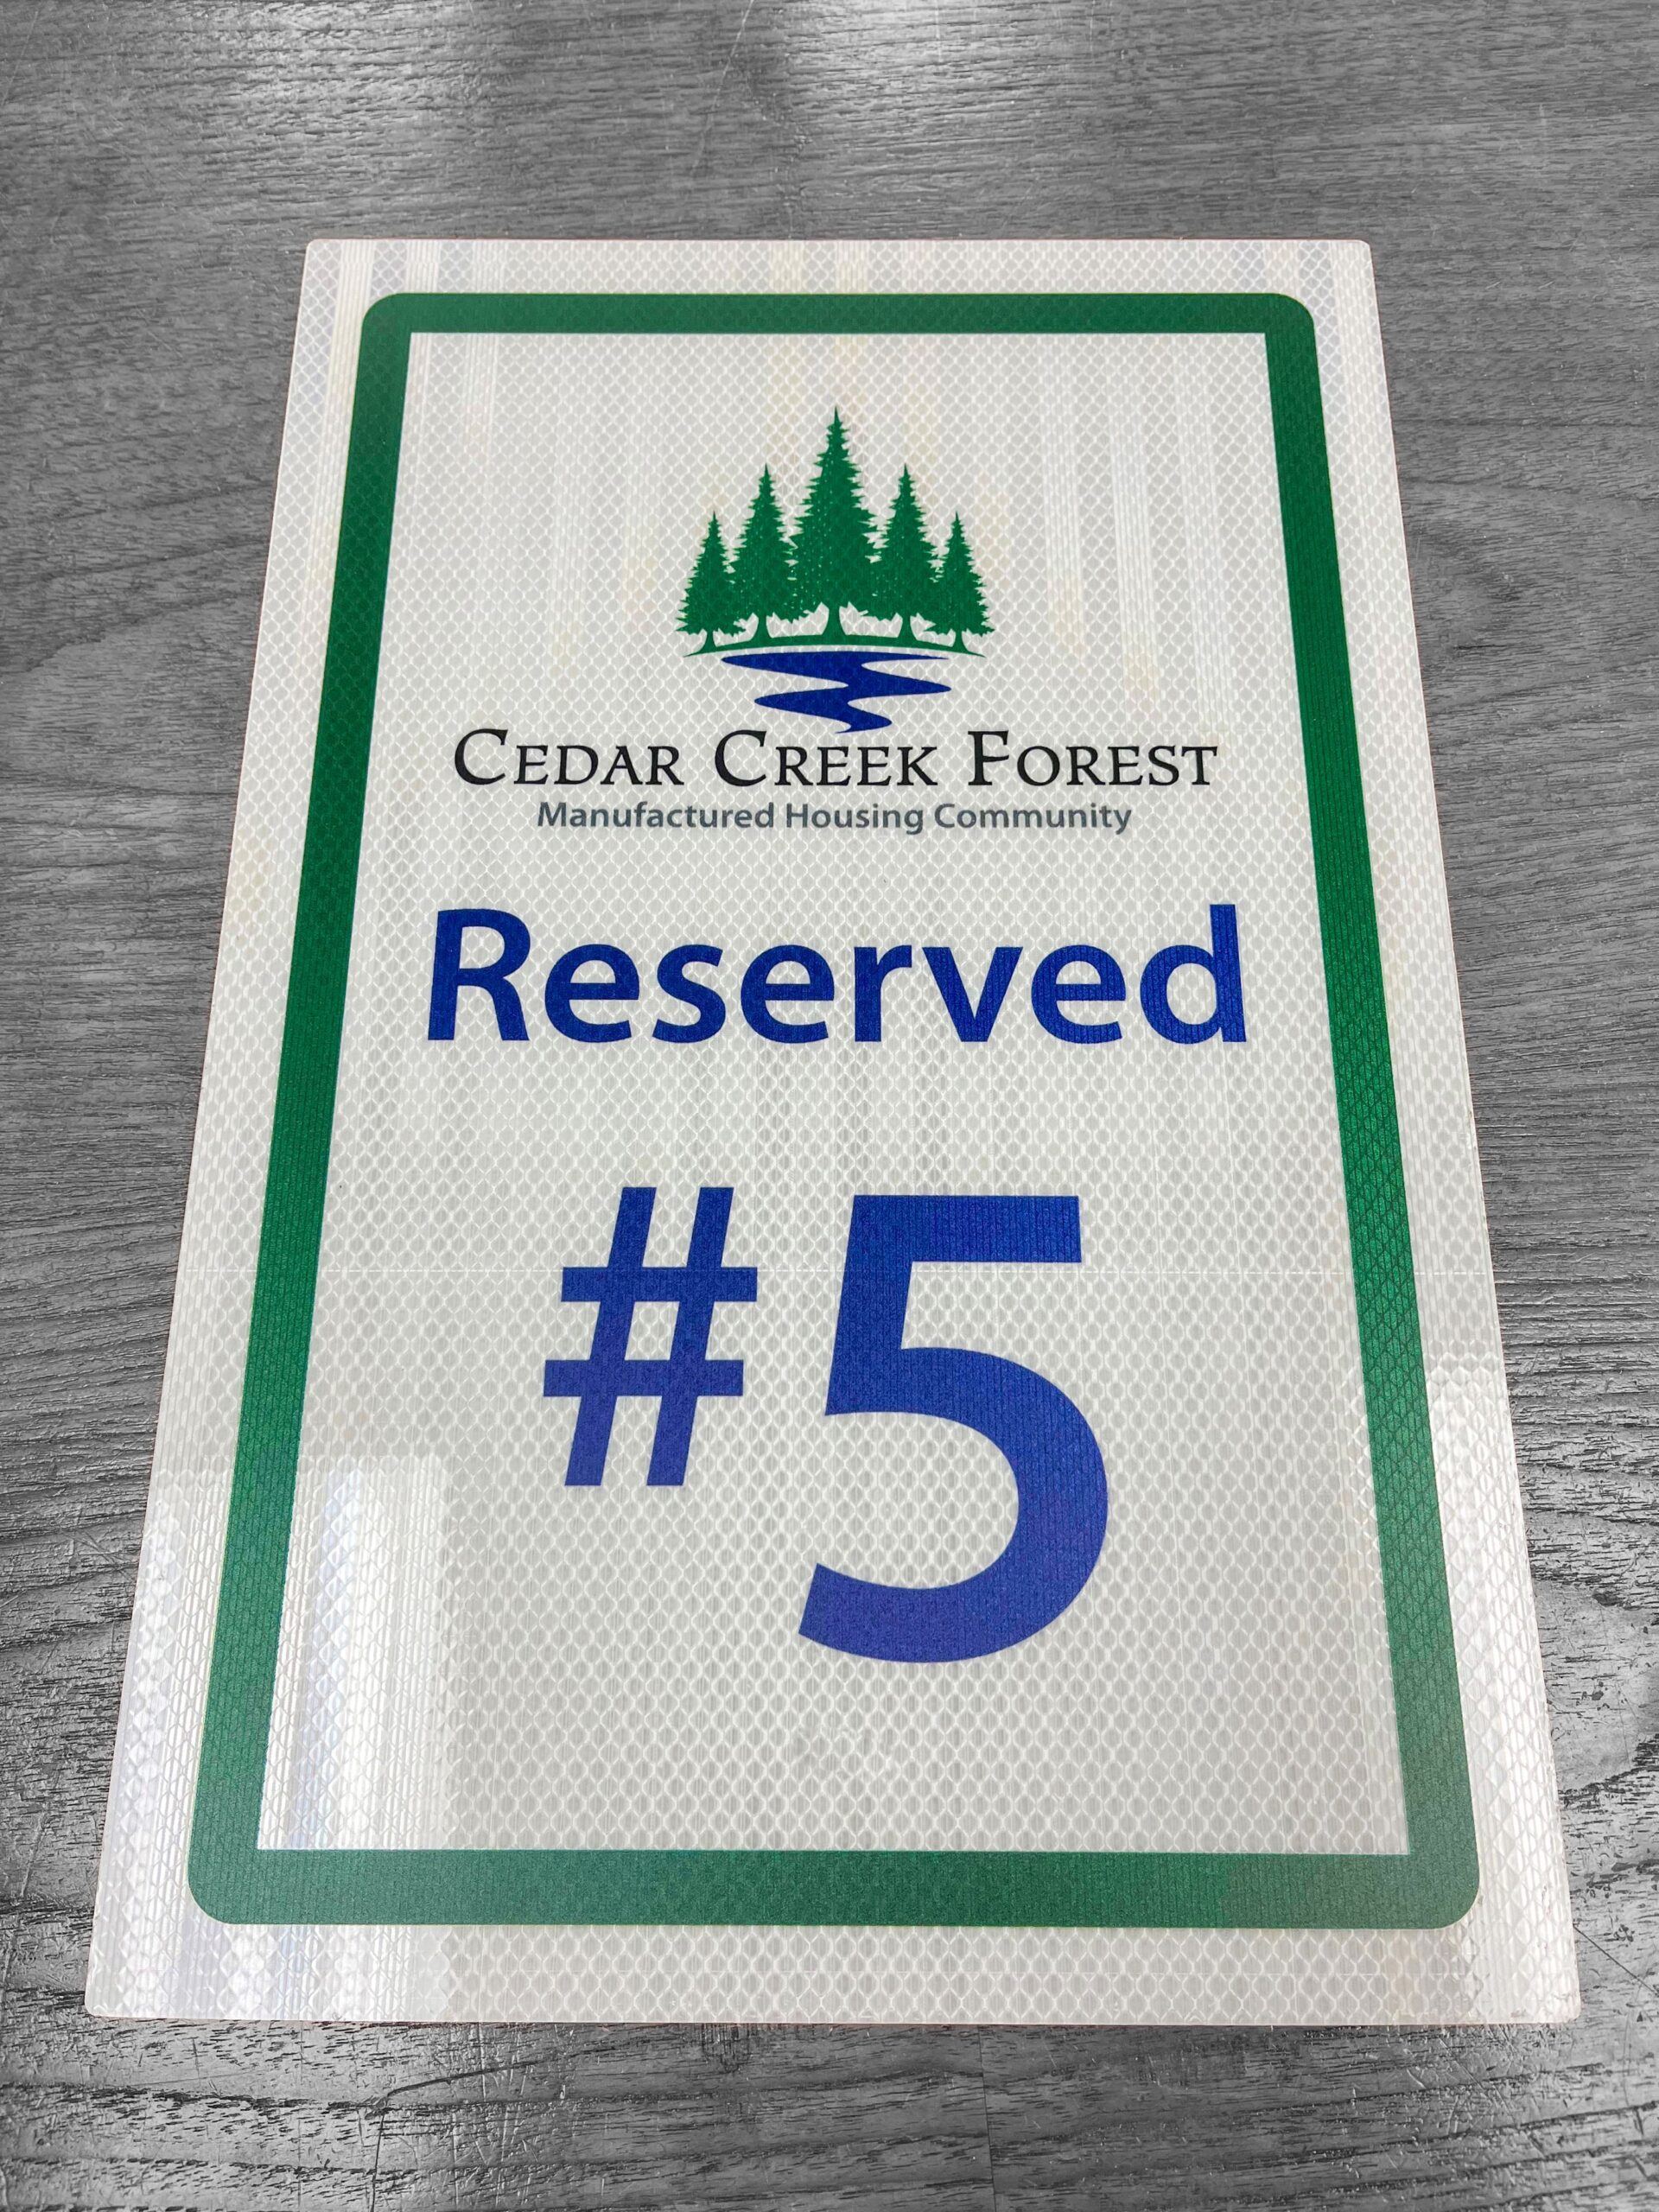 CEDAR CREEK FOREST
Manufactured Housing Community
Reserved
#5